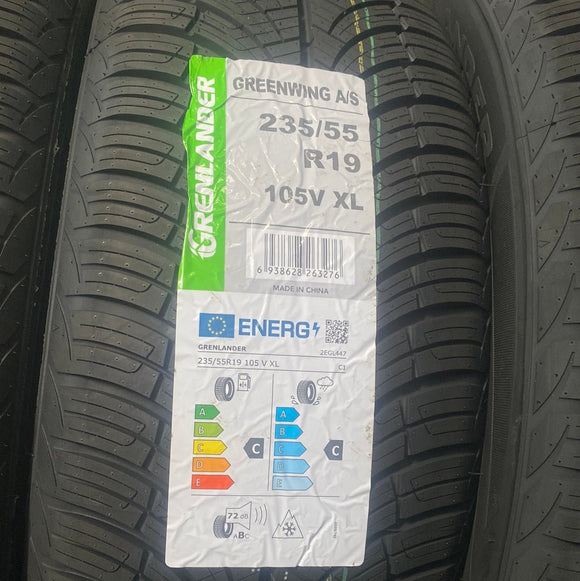 GRENLANDER
GREENWING A/S
235/55
R19
105V XL
6 938628 263276
MADE IN CHINA
ENERG
GRENLANDER
2EGL447
235/55R19 105 V XL
C1
A
B
C
D
E
C
A
B
C
D
E
C
72 dB
ABC